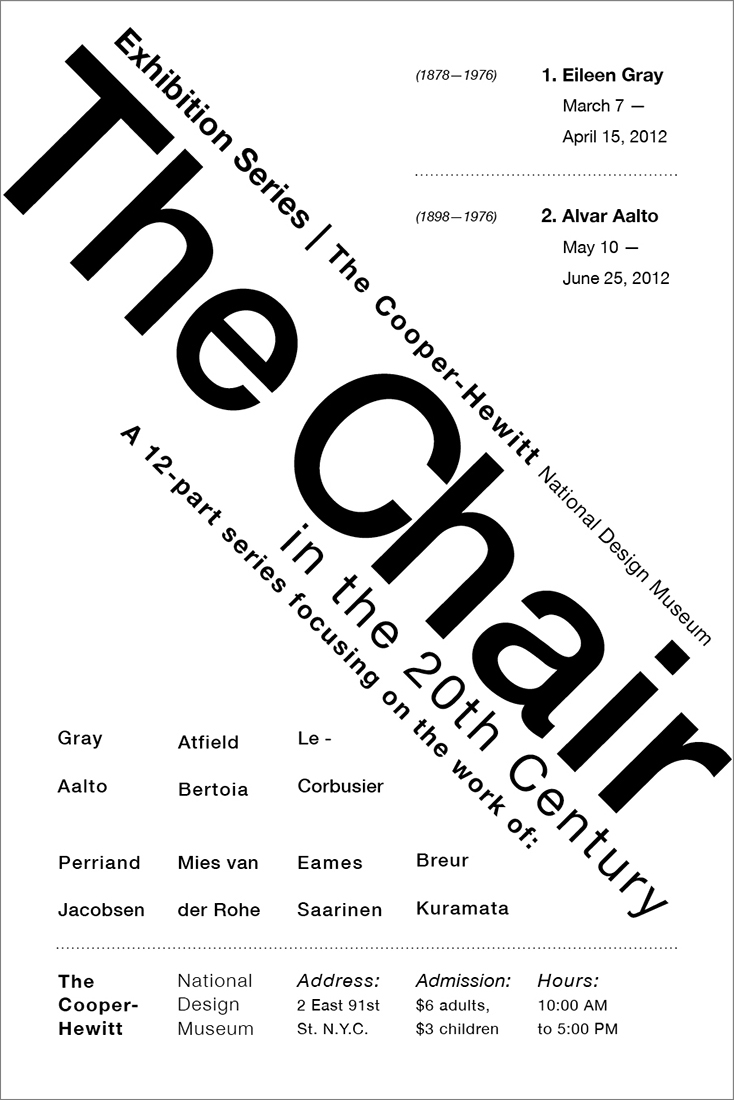 Exhibition Series | The Cooper-Hewitt National Design Museum
The Chair
in the 20th Century
A 12-part series focusing on the work of:
(1878—1976) 1. Eileen Gray
March 7 —
April 15, 2012
(1898—1976) 2. Alvar Aalto
May 10 —
June 25, 2012
Gray Atfield Le -
Aalto Bertoia Corbusier
Perriand Mies van Eames Breur
Jacobsen der Rohe Saarinen Kuramata
The National Address: Admission: Hours:
Cooper- Design 2 East 91st $6 adults, 10:00 AM
Hewitt Museum St. N.Y.C. $3 children to 5:00 PM